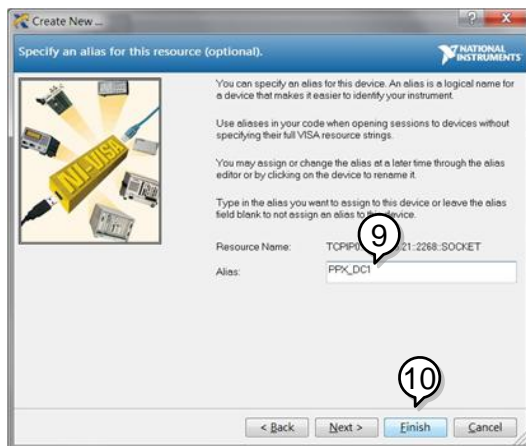 Create New ...
Specify an alias for this resource (optional).
NATIONAL
INSTRUMENTS
You can specify an alias for this device. An alias is a logical name for
a device that makes it easier to identify your instrument.
Use aliases in your code when opening sessions to devices without
specifying their full VISA resource strings.
You may assign or change the alias at a later time through the alias
editor or by clicking on the device to rename it.
Type in the alias you want to assign to this device or leave the alias
field blank to not assign an alias to this device.
NI-VISA
9
Resource Name: 21::2268::SOCKET
Alias: PPX_DC1
10
< Back Next > Finish Cancel